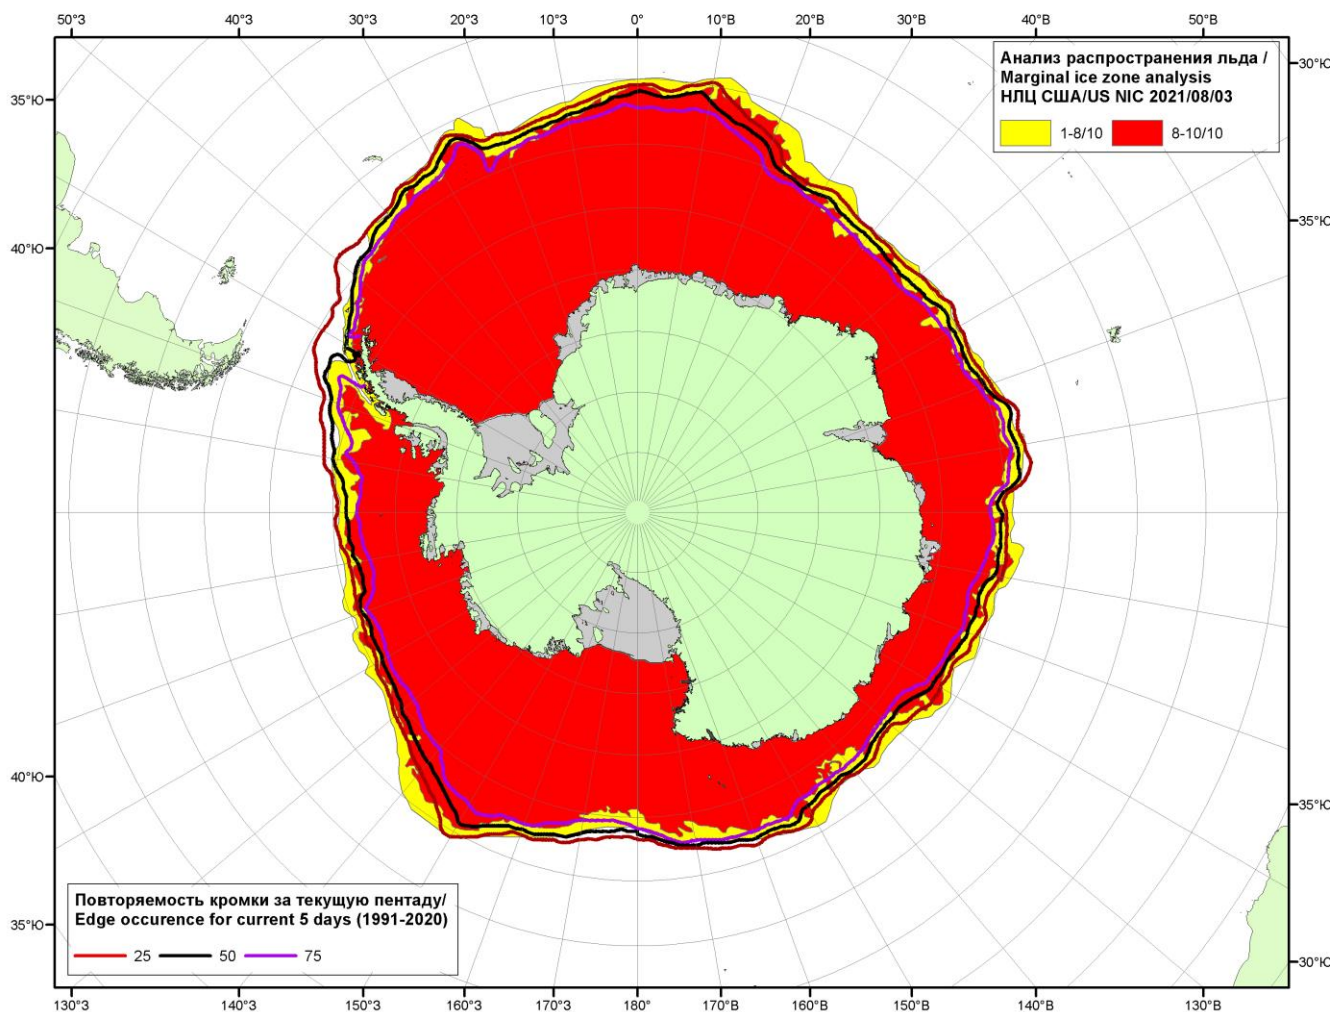 50°З 40°З 30°З 20°З 10°З 0° 10°В 20°В 30°В 40°В 50°В
Анализ распространения льда /
Marginal ice zone analysis
НЛЦ США/US NIC 2021/08/03
1-8/10 8-10/10
30°Ю
35°Ю
35°Ю
40°Ю
40°Ю
35°Ю
35°Ю
30°Ю
Повторяемость кромки за текущую пентаду/
Edge occurence for current 5 days (1991-2020)
25 50 75
130°З 140°З 150°З 160°З 170°З 0° 170°В 160°В 150°В 140°В 130°В